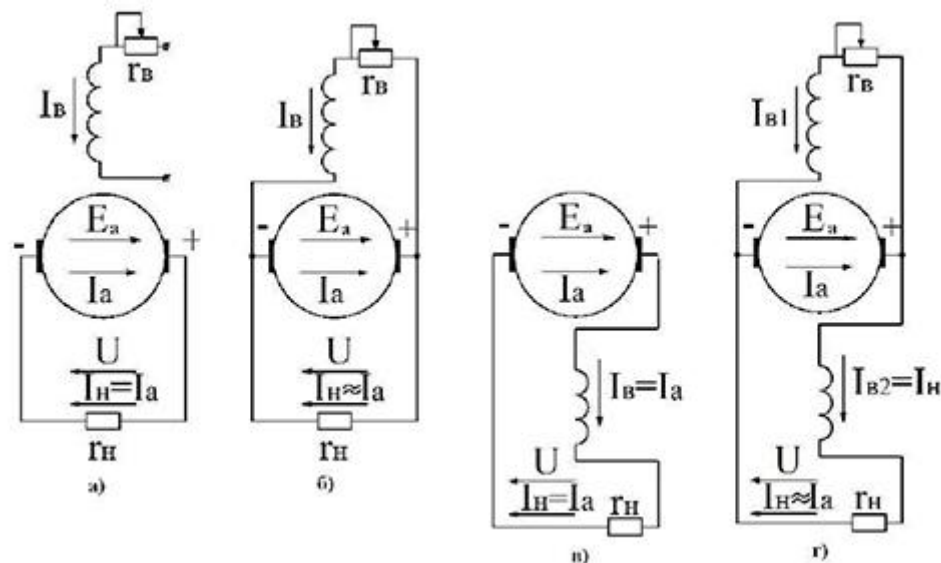 rв
Iв
- Eа +
Iа
U
Iн=Iа
rн
а)
rв
Iв
- Eа +
Iа
U
Iн≈Iа
rн
б)
- Eа +
Iа
Iв=Iа
U
Iн=Iа
rн
в)
rв
Iв1
- Eа +
Iа
Iв2=Iн
U
Iн≈Iа
rн
г)